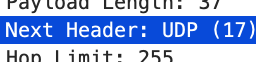 Payload Length: 37
Next Header: UDP (17)
Hop Limit: 255